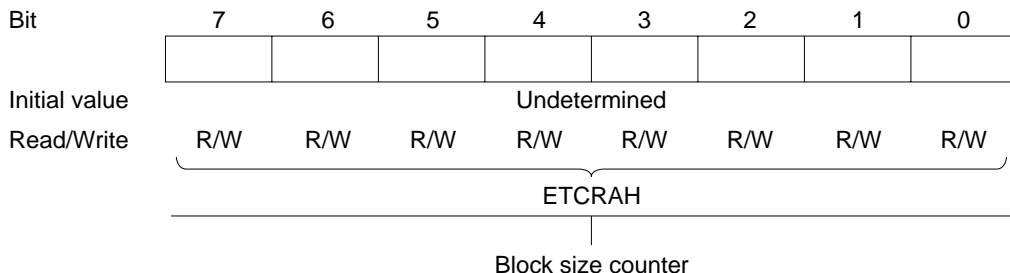 Bit 7 6 5 4 3 2 1 0
Initial value Undetermined
Read/Write R/W R/W R/W R/W R/W R/W R/W R/W
ETCRAH
Block size counter